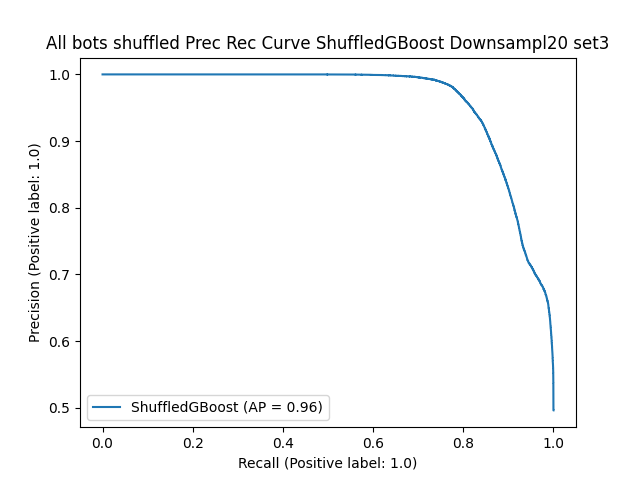 All bots shuffled Prec Rec Curve ShuffledGBoost Downsampl20 set3
1.0
0.9
0.8
0.7
0.6
0.5
Precision (Positive label: 1.0)
ShuffledGBoost (AP = 0.96)
0.0 0.2 0.4 0.6 0.8 1.0
Recall (Positive label: 1.0)